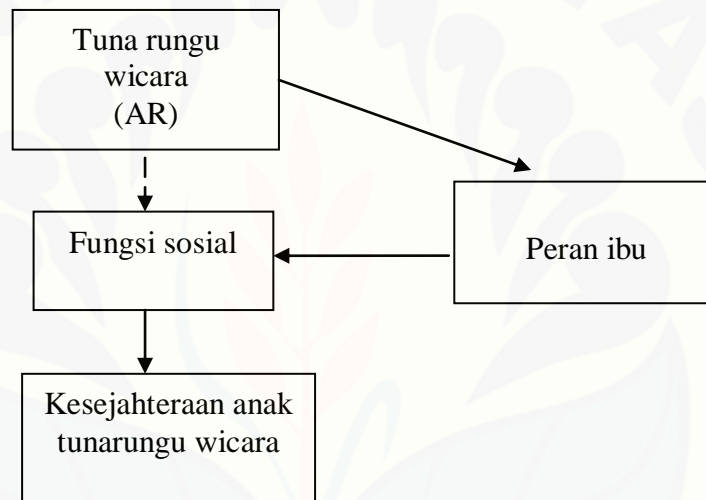 Tuna rungu
wicara
(AR)
Fungsi sosial
Peran ibu
Kesejahteraan anak
tunarungu wicara